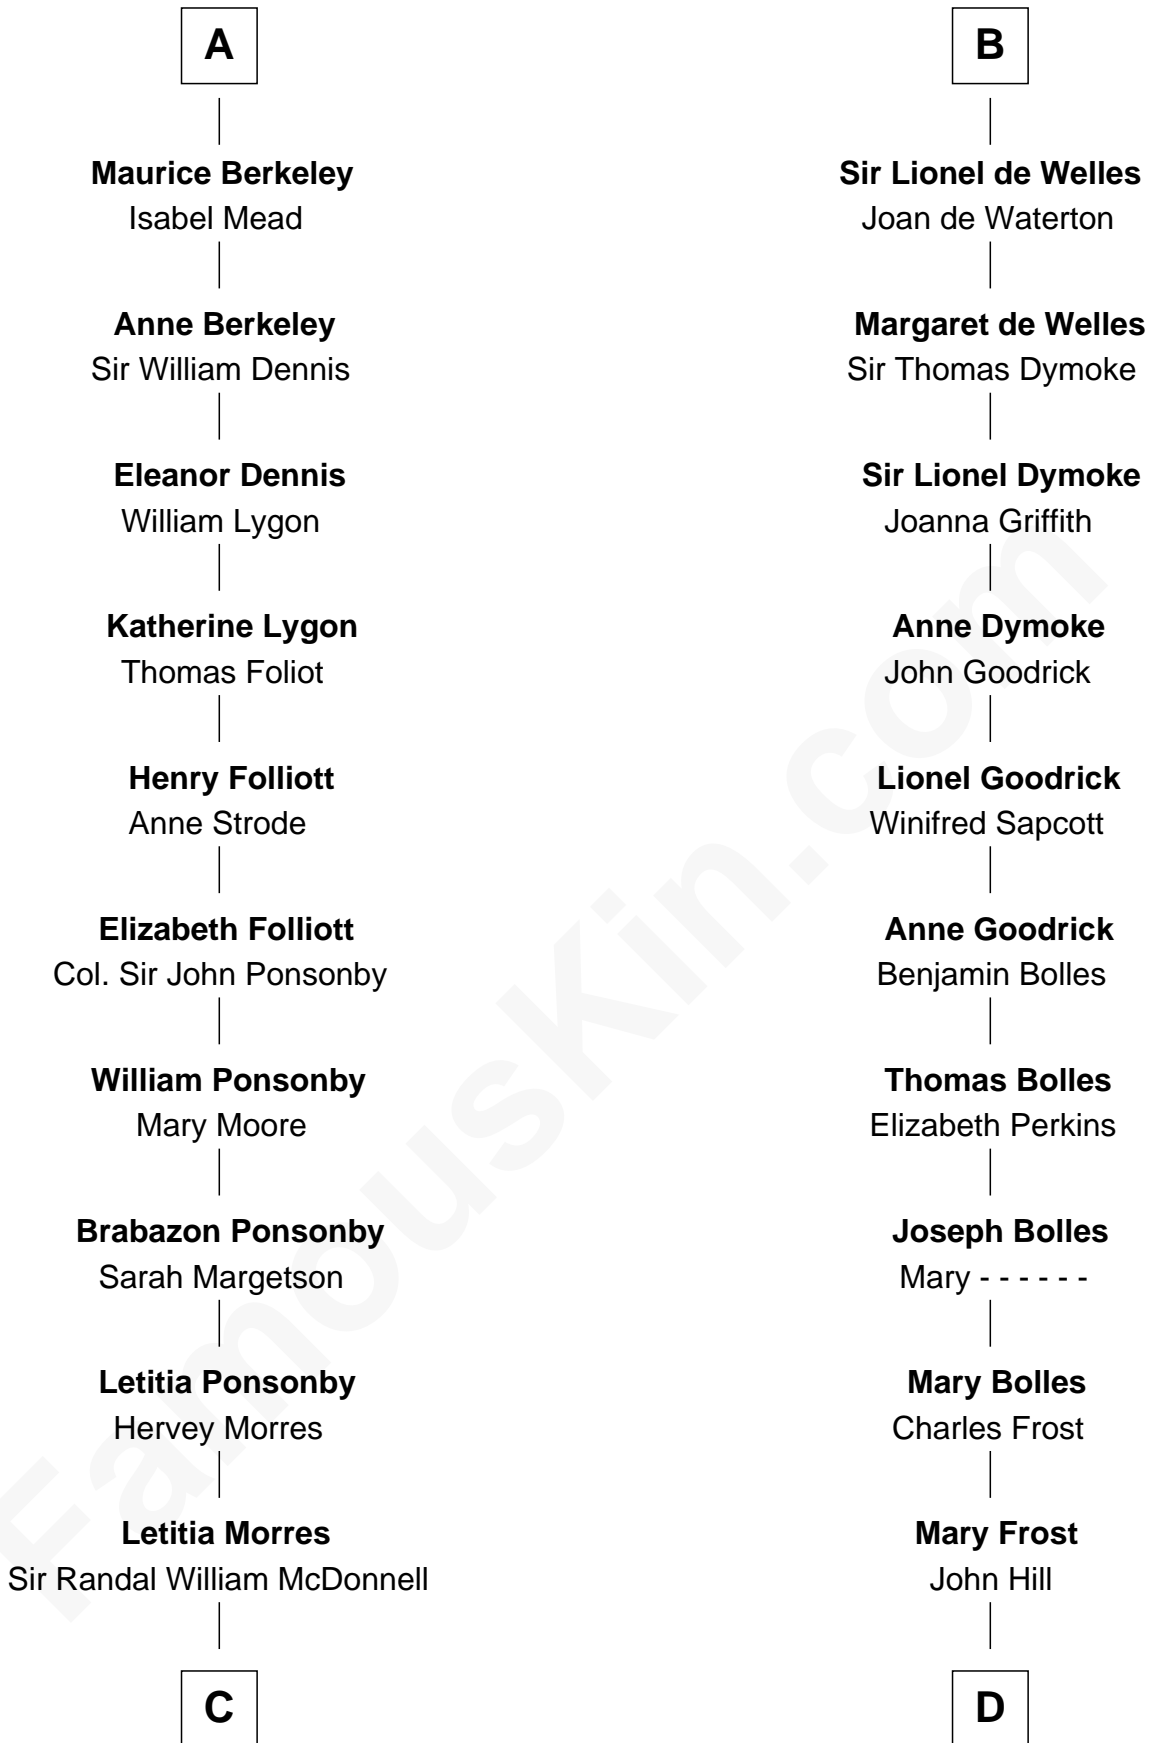 A
Maurice Berkeley
Isabel Mead
Anne Berkeley
Sir William Dennis
Eleanor Dennis
William Lygon
Katherine Lygon
Thomas Foliot
Henry Folliott
Anne Strode
Elizabeth Folliott
Col. Sir John Ponsonby
William Ponsonby
Mary Moore
Brabazon Ponsonby
Sarah Margetson
Letitia Ponsonby
Hervey Morres
Letitia Morres
Sir Randal William McDonnell
C
B
Sir Lionel de Welles
Joan de Waterton
Margaret de Welles
Sir Thomas Dymoke
Sir Lionel Dymoke
Joanna Griffith
Anne Dymoke
John Goodrick
Lionel Goodrick
Winifred Sapcott
Anne Goodrick
Benjamin Bolles
Thomas Bolles
Elizabeth Perkins
Joseph Bolles
Mary - - - - - -
Mary Bolles
Charles Frost
Mary Frost
John Hill
D
FamousKin.com